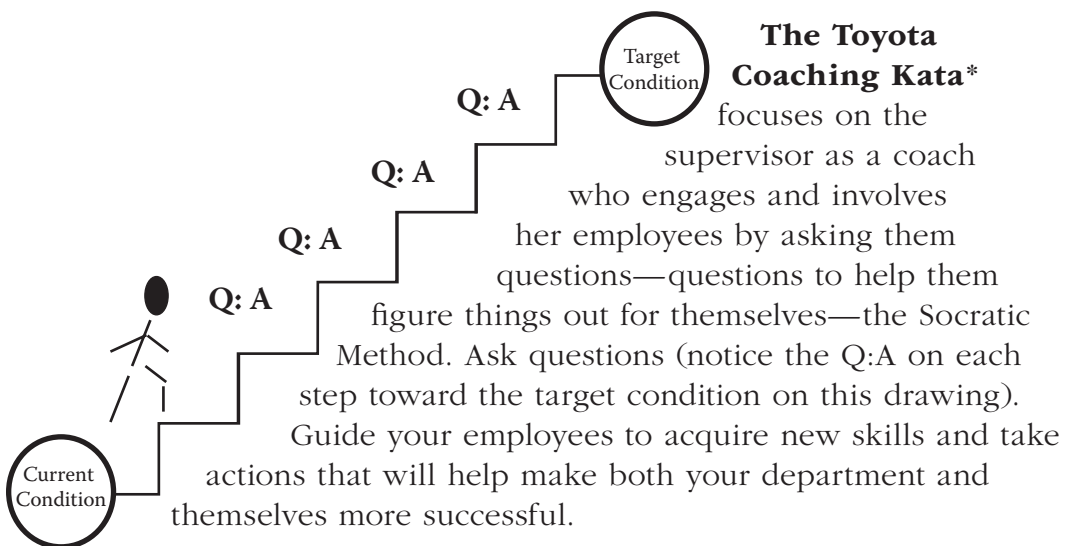 The Toyota
Coaching Kata*
focuses on the
supervisor as a coach
who engages and involves
her employees by asking them
questions—questions to help them
figure things out for themselves—the Socratic
Method. Ask questions (notice the Q:A on each
step toward the target condition on this drawing).
Guide your employees to acquire new skills and take
actions that will help make both your department and
themselves more successful.
Target
Condition
Q: A
Q: A
Q: A
Q: A
Current
Condition